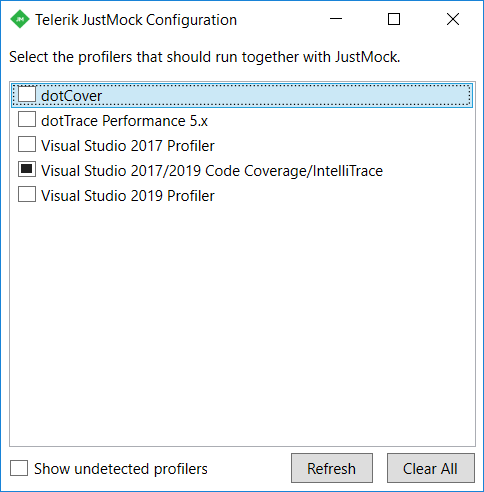 JM Telerik JustMock Configuration
Select the profilers that should run together with JustMock.
dotCover
dotTrace Performance 5.x
Visual Studio 2017 Profiler
Visual Studio 2017/2019 Code Coverage/IntelliTrace
Visual Studio 2019 Profiler
Show undetected profilers Refresh Clear All